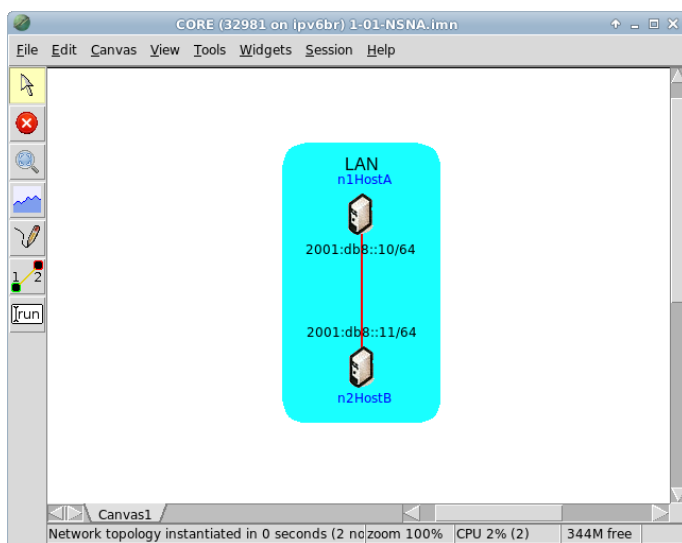 CORE (32981 on ipv6br) 1-01-NSNA.imn
File Edit Canvas View Tools Widgets Session Help
LAN
n1HostA
2001:db8::10/64
1 2
run
2001:db8::11/64
n2HostB
Canvas1
Network topology instantiated in 0 seconds (2 no zoom 100% CPU 2% (2) 344M free